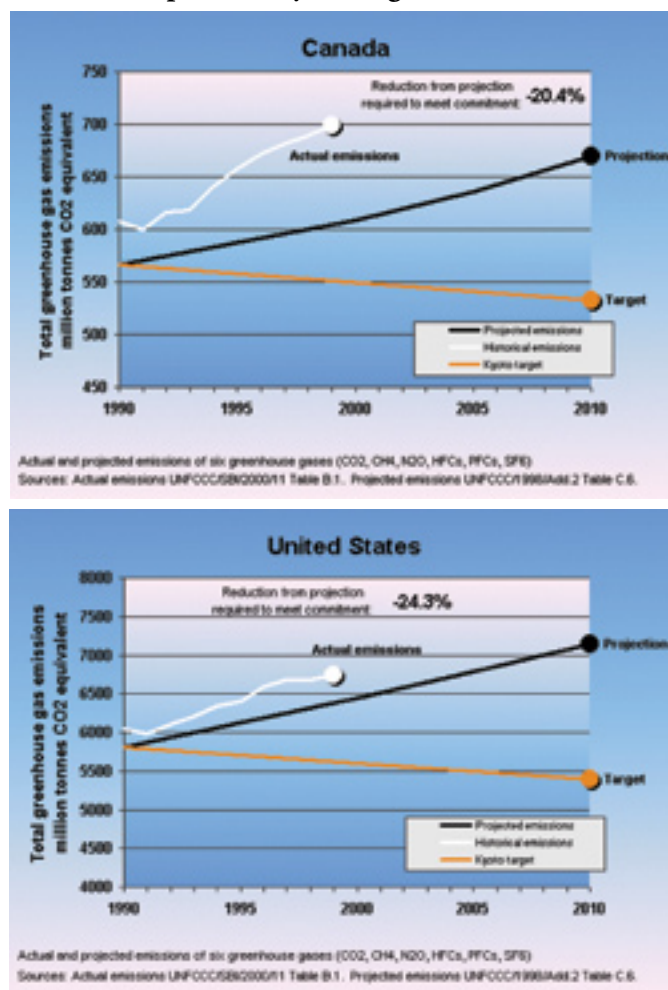 Canada
750
700
650
600
550
500
450
Total greenhouse gas emissions
million tonnes CO2 equivalent
Reduction from projection
required to meet commitment: -20.4%
Actual emissions
Projection
Target
Projected emissions
Historical emissions
Kyoto target
1990 1995 2000 2005 2010
Actual and projected emissions of six greenhouse gases (CO2, CH4, N2O, HFCs, PFCs, SF6)
Sources: Actual emissions UNFCCC/SBI/2000/11 Table B.1. Projected emissions UNFCCC/1998/Add.2 Table C.6.
United States
8000
7500
7000
6500
6000
5500
5000
4500
4000
Total greenhouse gas emissions
million tonnes CO2 equivalent
Reduction from projection
required to meet commitment: -24.3%
Actual emissions
Projection
Target
Projected emissions
Historical emissions
Kyoto target
1990 1995 2000 2005 2010
Actual and projected emissions of six greenhouse gases (CO2, CH4, N2O, HFCs, PFCs, SF6)
Sources: Actual emissions UNFCCC/SBI/2000/11 Table B.1. Projected emissions UNFCCC/1998/Add.2 Table C.6.